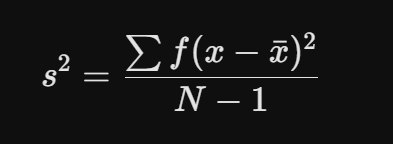 s² = ∑ f(x − x̄)² / N − 1